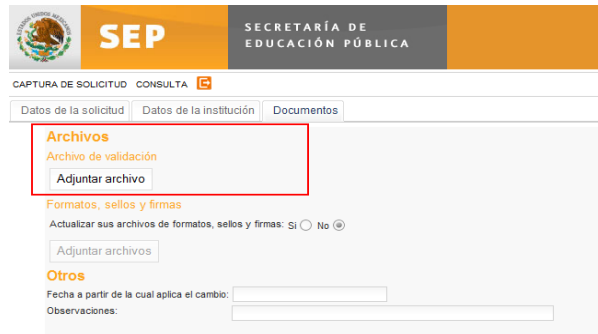 SEP
SECRETARÍA DE
EDUCACIÓN PÚBLICA
CAPTURA DE SOLICITUD CONSULTA
Datos de la solicitud Datos de la institución Documentos
Archivos
Archivo de validación
Adjuntar archivo
Formatos, sellos y firmas
Actualizar sus archivos de formatos, sellos y firmas: Si No
Adjuntar archivos
Otros
Fecha a partir de la cual aplica el cambio:
Observaciones: